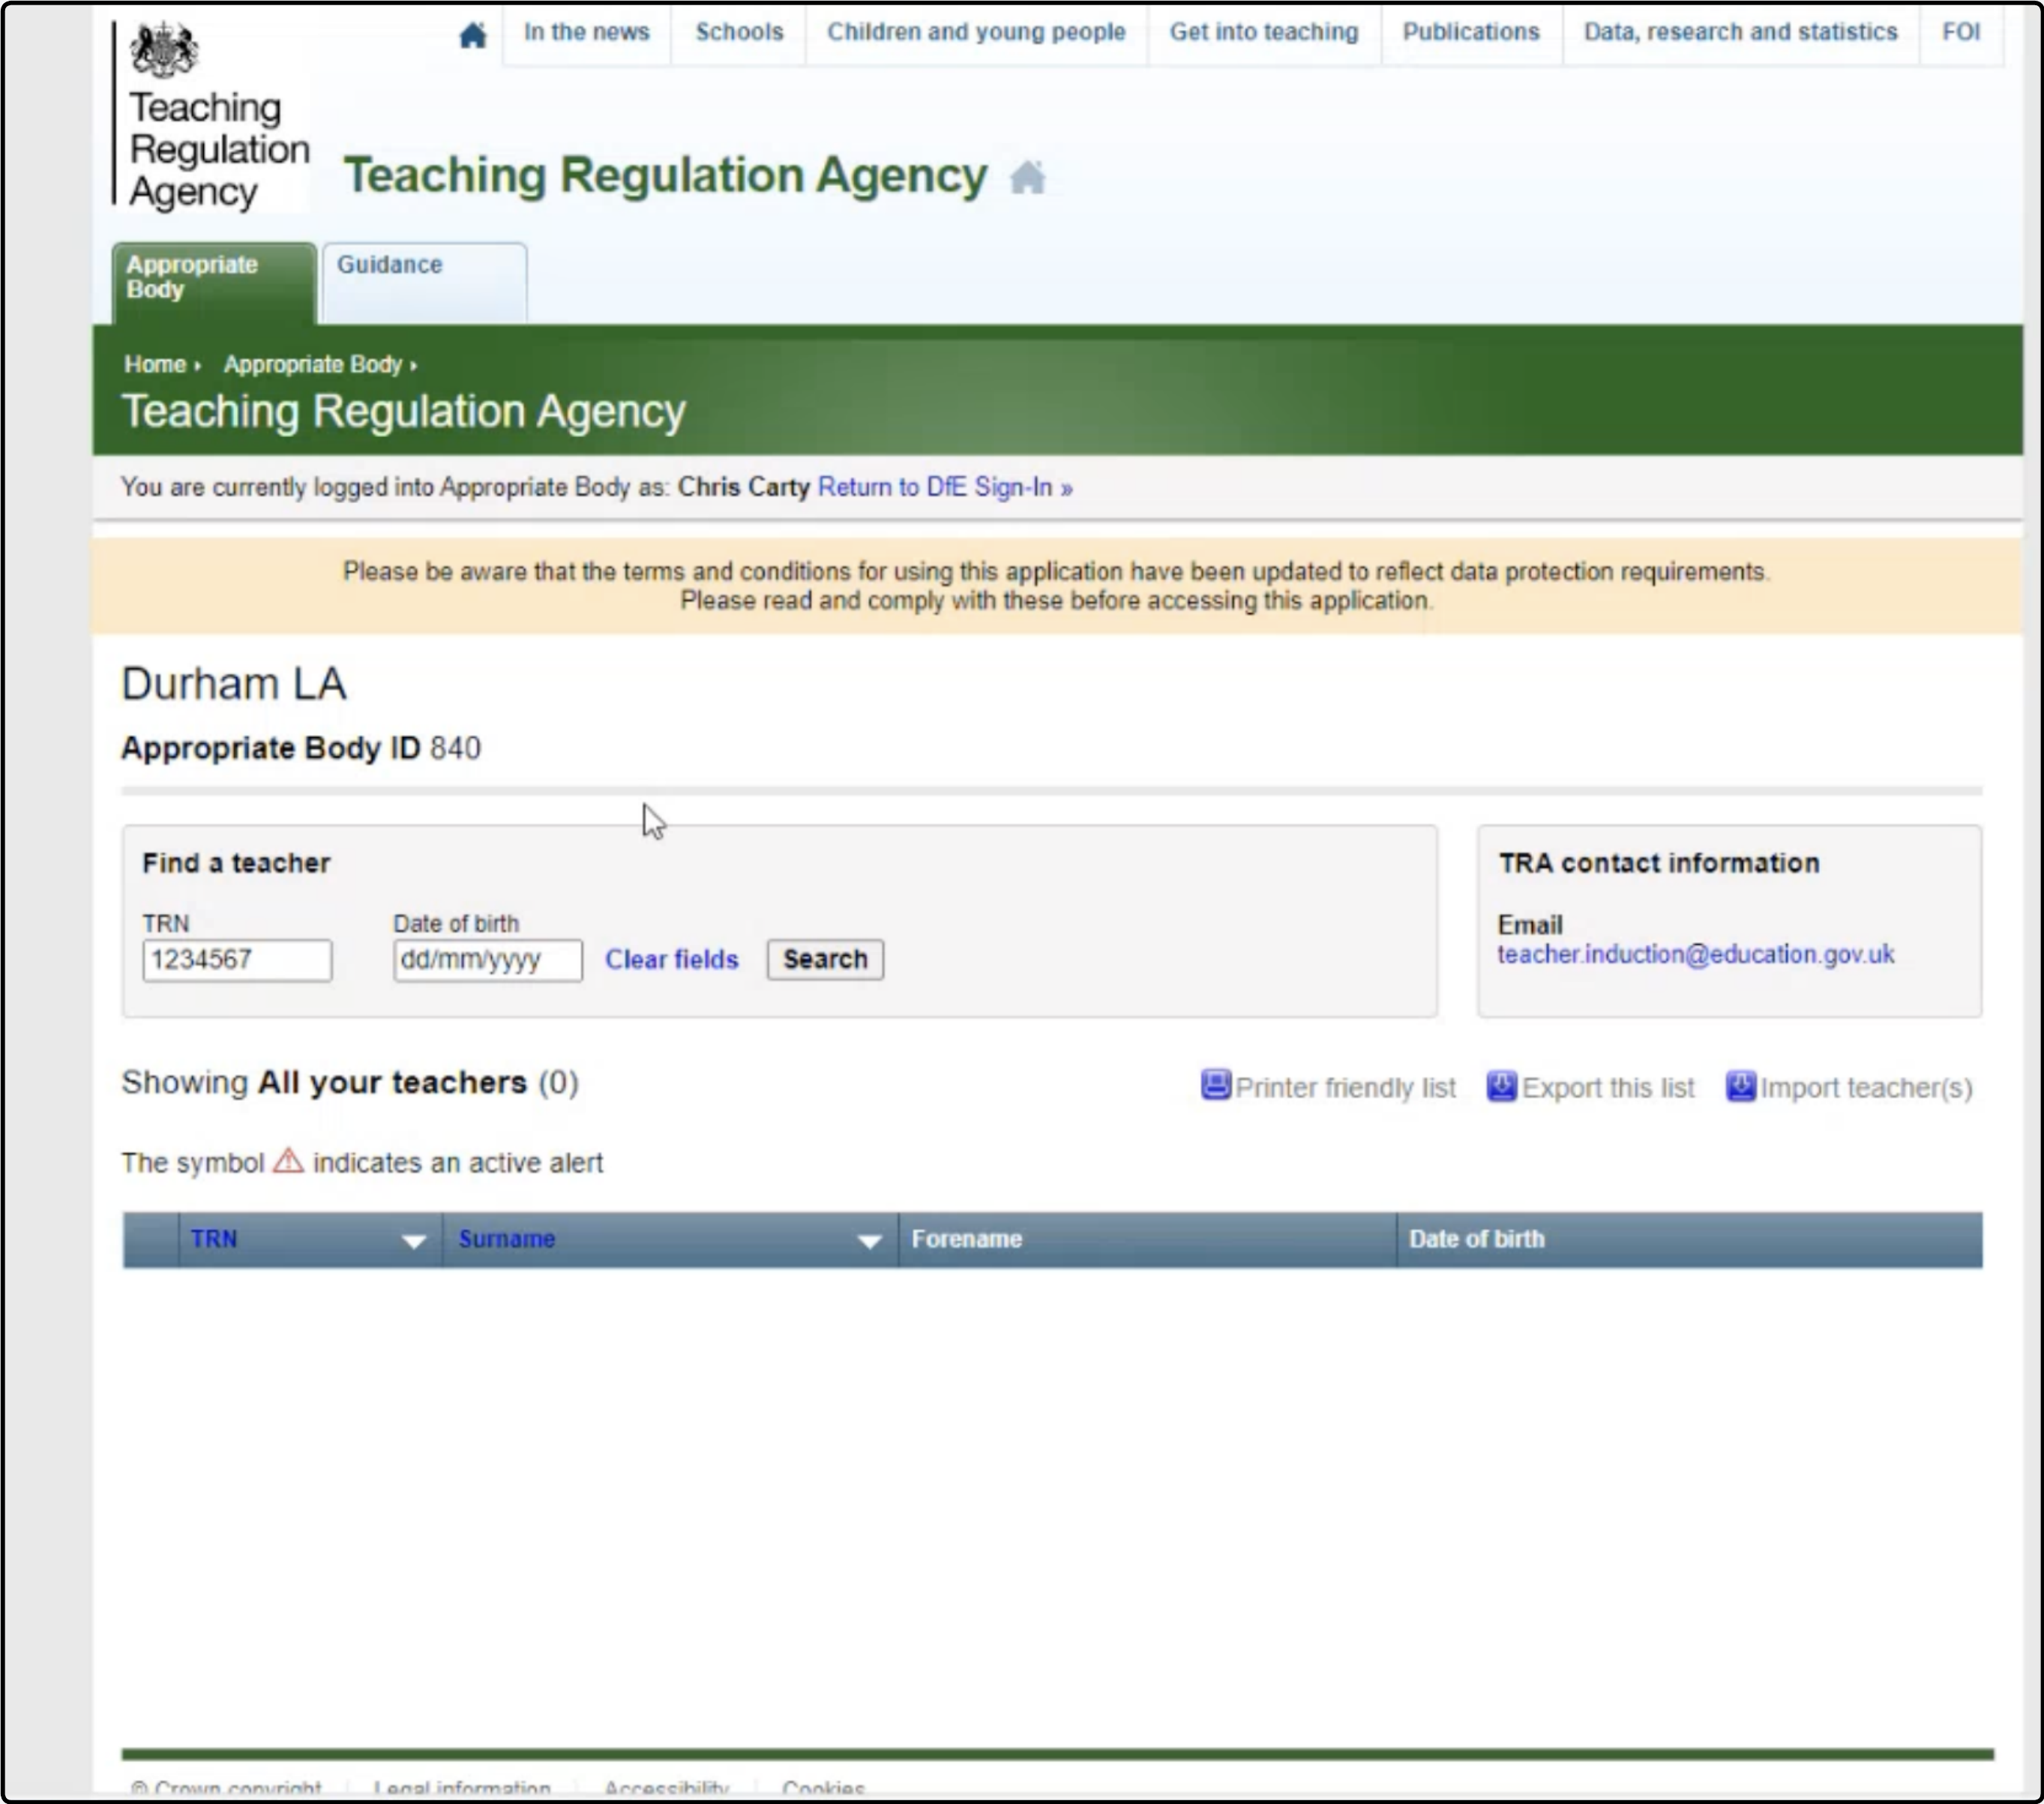 In the news
Schools
Children and young people
Get into teaching
Publications
Data, research and statistics
FOI
Teaching
Regulation
Agency
Teaching Regulation Agency
Appropriate
Body
Guidance
Home
Appropriate Body
Teaching Regulation Agency
You are currently logged into Appropriate Body as: Chris Carty Return to DfE Sign-In »
Please be aware that the terms and conditions for using this application have been updated to reflect data protection requirements.
Please read and comply with these before accessing this application.
Durham LA
Appropriate Body ID 840
Find a teacher
TRN
Date of birth
1234567
dd/mm/yyyy
Clear fields
Search
TRA contact information
Email
teacher.induction@education.gov.uk
Showing All your teachers (0)
Printer friendly list
Export this list
Import teacher(s)
The symbol indicates an active alert
TRN
Surname
Forename
Date of birth
© Crown copyright
Legal information
Accessibility
Cookies